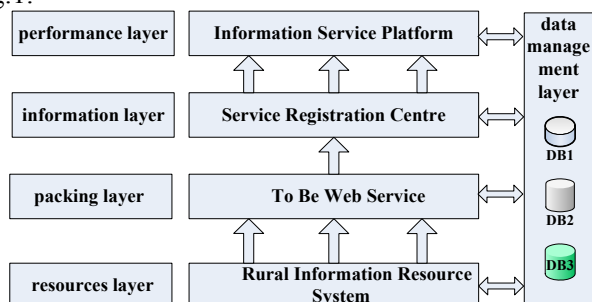 g.1.
performance layer
Information Service Platform
data
manage
ment
layer
information layer
Service Registration Centre
DB1
packing layer
To Be Web Service
DB2
resources layer
Rural Information Resource
System
DB3